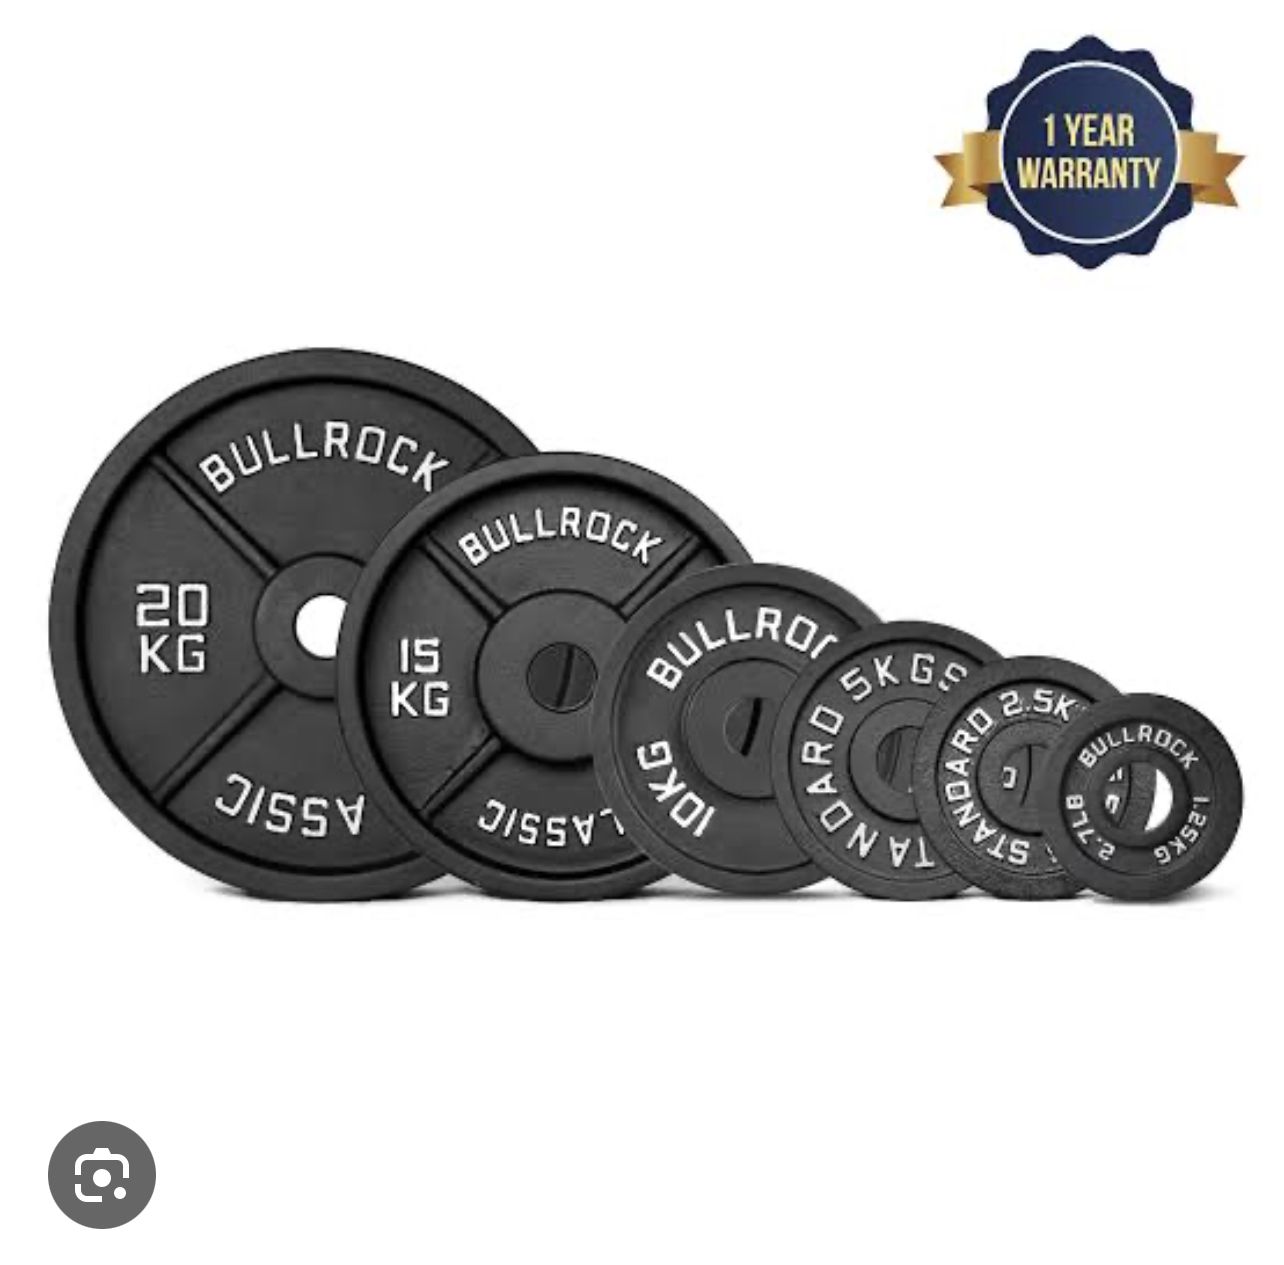 1 YEAR
WARRANTY
BULLROCK
20
KG
ASSIC
BULLROCK
15
KG
LASSIC
BULLROC
10KG
STANDARD 5KGS
STANDARD 2.5K
BULLROCK
2.7LB
1.25KG